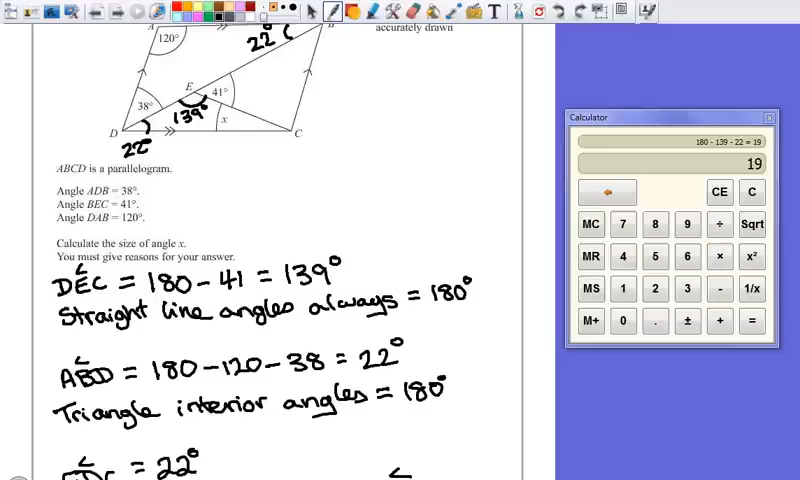 A
B
120°
22°
accurately drawn
E
41°
38°
139°
x
D
C
22°
ABCD is a parallelogram.
Angle ADB = 38°.
Angle BEC = 41°.
Angle DAB = 120°.
Calculate the size of angle x.
You must give reasons for your answer.
DEC = 180 - 41 = 139°
Straight line angles always = 180°
ABD = 180 - 120 - 38 = 22°
Triangle interior angles = 180°
= 22°
Calculator
180 - 139 - 22 = 19
19
CE C
MC 7 8 9 ÷ Sqrt
MR 4 5 6 × x²
MS 1 2 3 - 1/x
M+ 0 . ± + =